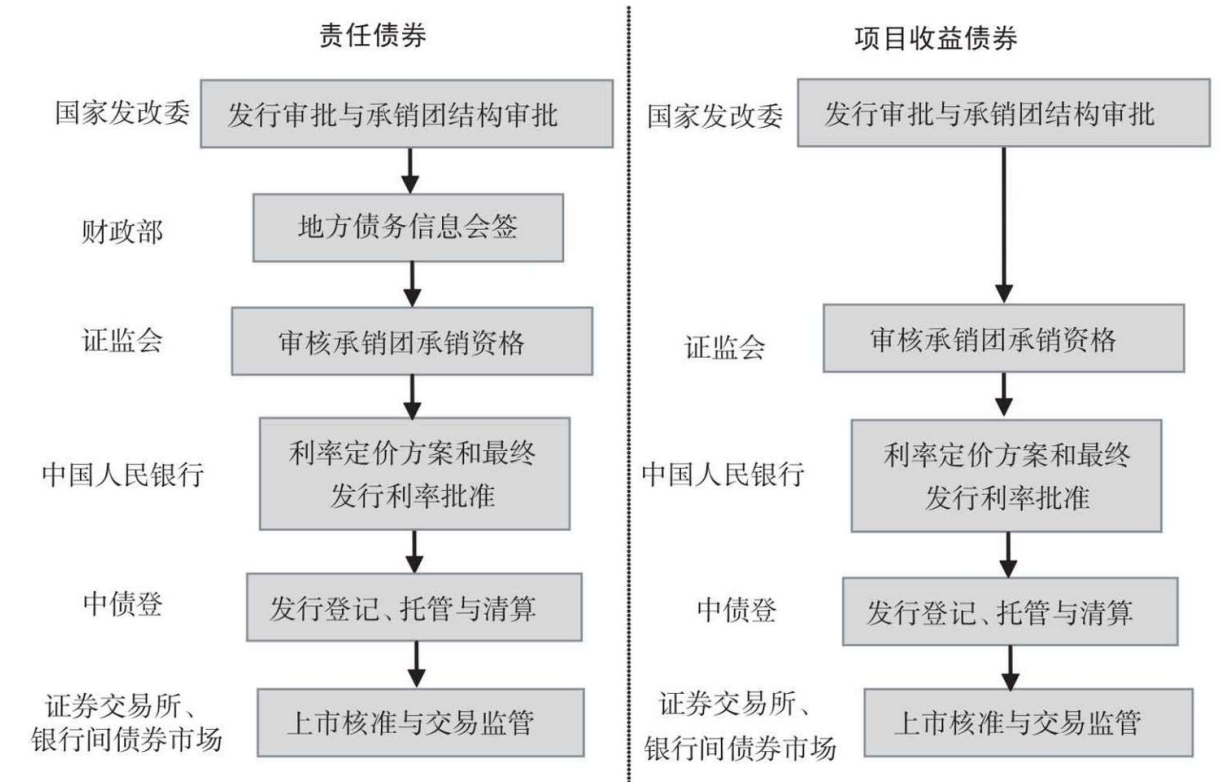 责任债券
国家发改委
发行审批与承销团结构审批
财政部
地方债务信息会签
证监会
审核承销团承销资格
中国人民银行
利率定价方案和最终
发行利率批准
中债登
发行登记、托管与清算
证券交易所、
银行间债券市场
上市核准与交易监管
项目收益债券
国家发改委
发行审批与承销团结构审批
证监会
审核承销团承销资格
中国人民银行
利率定价方案和最终
发行利率批准
中债登
发行登记、托管与清算
证券交易所、
银行间债券市场
上市核准与交易监管